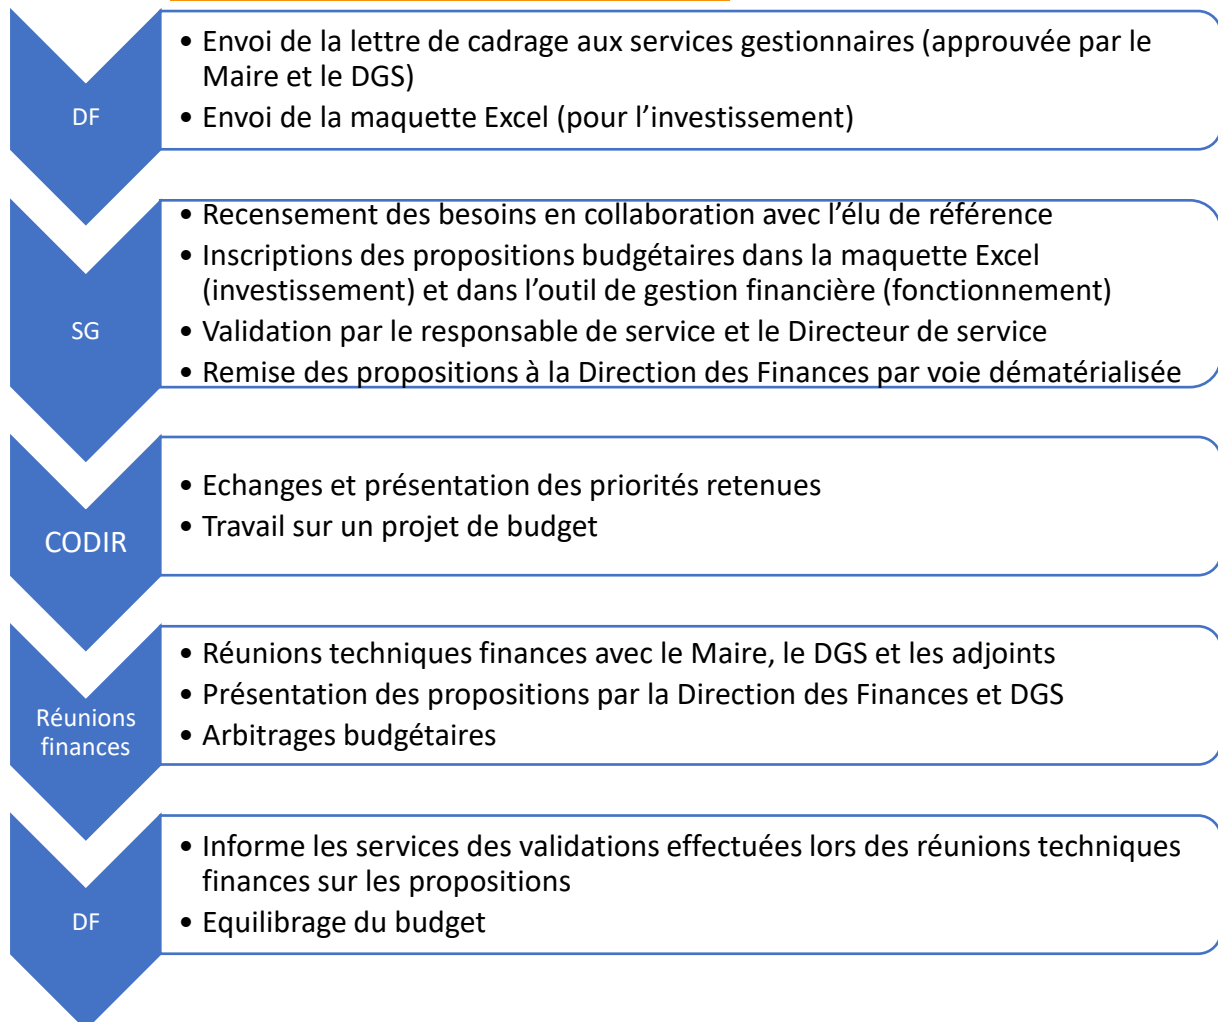 DF
• Envoi de la lettre de cadrage aux services gestionnaires (approuvée par le
Maire et le DGS)
• Envoi de la maquette Excel (pour l’investissement)
SG
• Recensement des besoins en collaboration avec l’élu de référence
• Inscriptions des propositions budgétaires dans la maquette Excel
(investissement) et dans l’outil de gestion financière (fonctionnement)
• Validation par le responsable de service et le Directeur de service
• Remise des propositions à la Direction des Finances par voie dématérialisée
CODIR
• Echanges et présentation des priorités retenues
• Travail sur un projet de budget
Réunions
finances
• Réunions techniques finances avec le Maire, le DGS et les adjoints
• Présentation des propositions par la Direction des Finances et DGS
• Arbitrages budgétaires
DF
• Informe les services des validations effectuées lors des réunions techniques
finances sur les propositions
• Equilibrage du budget